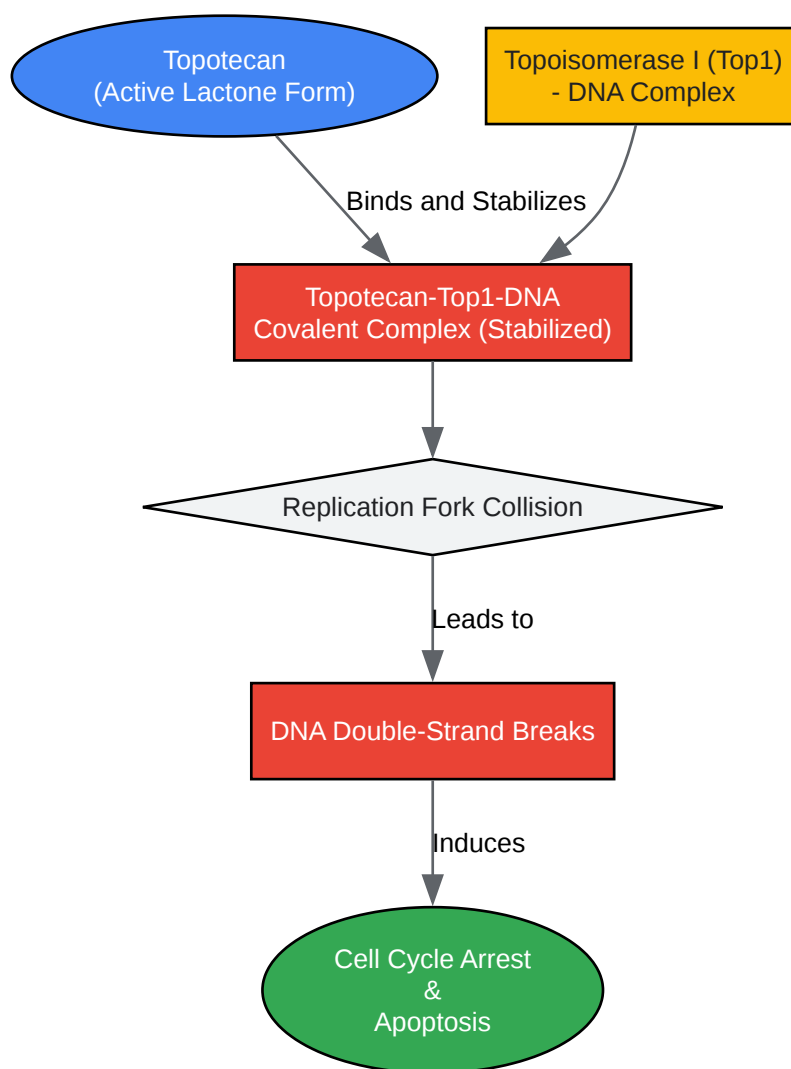 Topotecan
(Active Lactone Form)
Topoisomerase I (Top1)
- DNA Complex
Binds and Stabilizes
Topotecan-Top1-DNA
Covalent Complex (Stabilized)
Replication Fork Collision
Leads to
DNA Double-Strand Breaks
Induces
Cell Cycle Arrest
&
Apoptosis